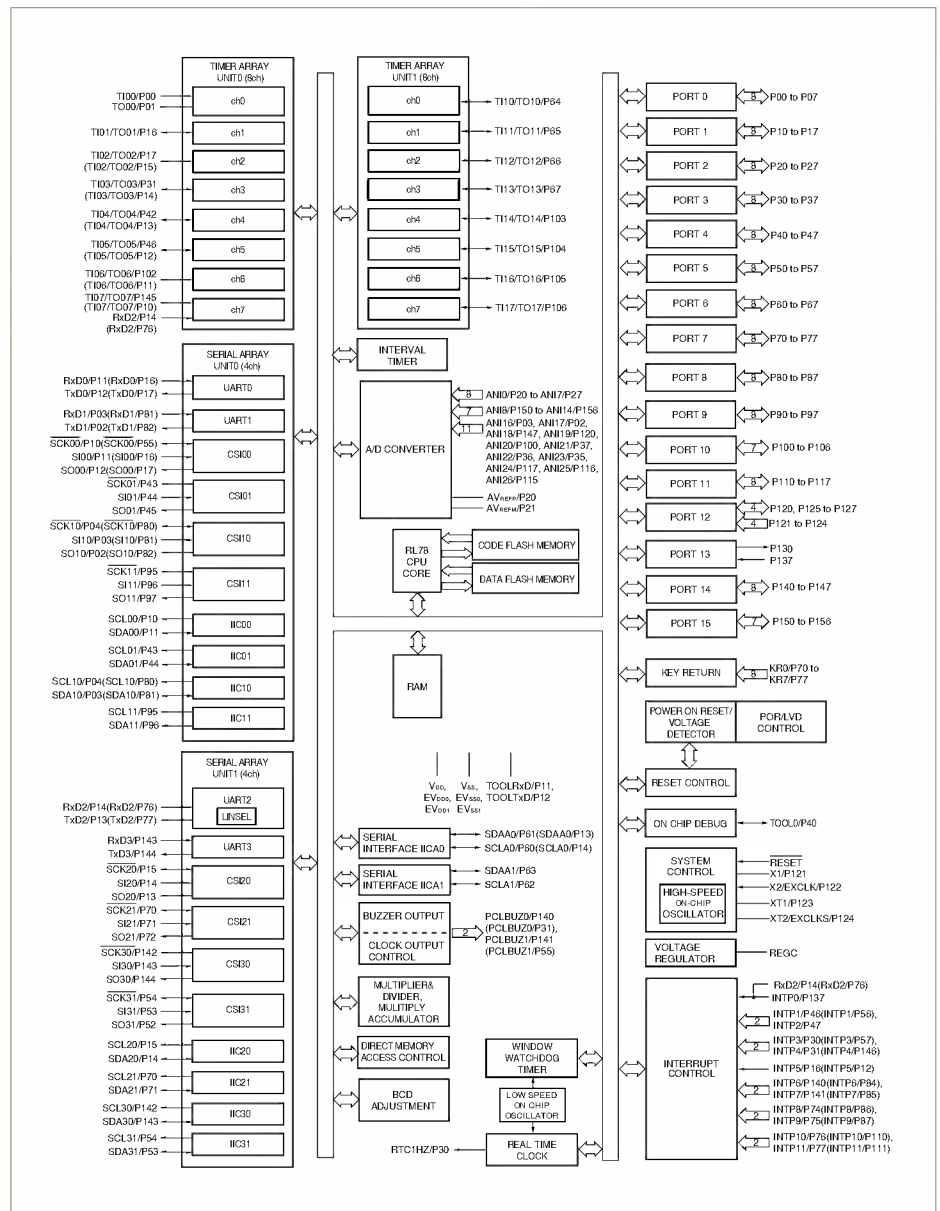 TIMER ARRAY
UNIT0 (8ch)
TI00/P00
TO00/P01
ch0
TI01/TO01/P16
ch1
TI02/TO02/P17
(TI02/TO02/P15)
ch2
TI03/TO03/P31
(TI03/TO03/P14)
ch3
TI04/TO04/P42
(TI04/TO04/P13)
ch4
TI05/TO05/P46
(TI05/TO05/P12)
ch5
TI06/TO06/P102
(TI06/TO06/P11)
ch6
TI07/TO07/P145
(TI07/TO07/P10)
RxD2/P14
(RxD2/P76)
ch7
SERIAL ARRAY
UNIT0 (4ch)
RxD0/P11(RxD0/P16)
TxD0/P12(TxD0/P17)
UART0
RxD1/P03(RxD1/P81)
TxD1/P02(TxD1/P82)
UART1
SCK00/P10(SCK00/P55)
SI00/P11(SI00/P16)
SO00/P12(SO00/P17)
CSI00
SCK01/P43
SI01/P44
SO01/P45
CSI01
SCK10/P04(SCK10/P80)
SI10/P03(SI10/P81)
SO10/P02(SO10/P82)
CSI10
SCK11/P95
SI11/P96
SO11/P97
CSI11
SCL00/P10
SDA00/P11
IIC00
SCL01/P43
SDA01/P44
IIC01
SCL10/P04(SCL10/P80)
SDA10/P03(SDA10/P81)
IIC10
SCL11/P95
SDA11/P96
IIC11
SERIAL ARRAY
UNIT1 (4ch)
RxD2/P14(RxD2/P76)
TxD2/P13(TxD2/P77)
UART2
LINSEL
RxD3/P143
TxD3/P144
UART3
SCK20/P15
SI20/P14
SO20/P13
CSI20
SCK21/P70
SI21/P71
SO21/P72
CSI21
SCK30/P142
SI30/P143
SO30/P144
CSI30
SCK31/P54
SI31/P53
SO31/P52
CSI31
SCL20/P15
SDA20/P14
IIC20
SCL21/P70
SDA21/P71
IIC21
SCL30/P142
SDA30/P143
IIC30
SCL31/P54
SDA31/P53
IIC31
TIMER ARRAY
UNIT1 (8ch)
ch0
TI10/TO10/P64
ch1
TI11/TO11/P65
ch2
TI12/TO12/P66
ch3
TI13/TO13/P67
ch4
TI14/TO14/P103
ch5
TI15/TO15/P104
ch6
TI16/TO16/P105
ch7
TI17/TO17/P106
INTERVAL
TIMER
A/D CONVERTER
8
ANI0/P20 to ANI7/P27
7
ANI8/P150 to ANI14/P156
11
ANI16/P03, ANI17/P02,
ANI18/P147, ANI19/P120,
ANI20/P100, ANI21/P37,
ANI22/P36, ANI23/P35,
ANI24/P117, ANI25/P116,
ANI26/P115
AVREFP/P20
AVREFM/P21
RL78
CPU
CORE
CODE FLASH MEMORY
DATA FLASH MEMORY
RAM
VDD,
EVDD0,
EVDD1
VSS,
EVSS0,
EVSS1
TOOLRxD/P11,
TOOLTxD/P12
SERIAL
INTERFACE IICA0
SDAA0/P61(SDAA0/P13)
SCLA0/P60(SCLA0/P14)
SERIAL
INTERFACE IICA1
SDAA1/P63
SCLA1/P62
BUZZER OUTPUT
CLOCK OUTPUT
CONTROL
2
PCLBUZ0/P140
(PCLBUZ0/P31),
PCLBUZ1/P141
(PCLBUZ1/P55)
MULTIPLIER&
DIVIDER,
MULITIPLY
ACCUMULATOR
DIRECT MEMORY
ACCESS CONTROL
BCD
ADJUSTMENT
WINDOW
WATCHDOG
TIMER
LOW SPEED
ON CHIP
OSCILLATOR
RTC1HZ/P30
REAL TIME
CLOCK
PORT 0
8
P00 to P07
PORT 1
8
P10 to P17
PORT 2
8
P20 to P27
PORT 3
8
P30 to P37
PORT 4
8
P40 to P47
PORT 5
8
P50 to P57
PORT 6
8
P60 to P67
PORT 7
8
P70 to P77
PORT 8
8
P80 to P87
PORT 9
8
P90 to P97
PORT 10
7
P100 to P106
PORT 11
8
P110 to P117
PORT 12
4
P120, P125 to P127
4
P121 to P124
PORT 13
P130
P137
PORT 14
8
P140 to P147
PORT 15
7
P150 to P156
KEY RETURN
8
KR0/P70 to
KR7/P77
POWER ON RESET/
VOLTAGE
DETECTOR
POR/LVD
CONTROL
RESET CONTROL
ON CHIP DEBUG
TOOL0/P40
SYSTEM
CONTROL
HIGH-SPEED
ON-CHIP
OSCILLATOR
RESET
X1/P121
X2/EXCLK/P122
XT1/P123
XT2/EXCLKS/P124
VOLTAGE
REGULATOR
REGC
INTERRUPT
CONTROL
RxD2/P14(RxD2/P76)
INTP0/P137
2
INTP1/P46(INTP1/P56),
INTP2/P47
2
INTP3/P30(INTP3/P57),
INTP4/P31(INTP4/P146)
INTP5/P16(INTP5/P12)
2
INTP6/P140(INTP6/P84),
INTP7/P141(INTP7/P85)
2
INTP8/P74(INTP8/P86),
INTP9/P75(INTP9/P87)
2
INTP10/P76(INTP10/P110),
INTP11/P77(INTP11/P111)